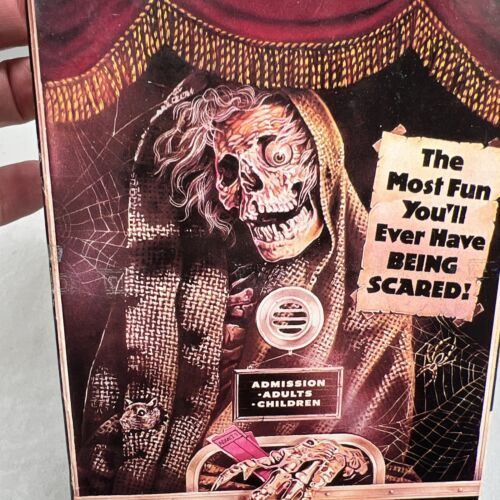 The
Most Fun
You'll
Ever Have
BEING
SCARED!
ADMISSION
-ADULTS
-CHILDREN